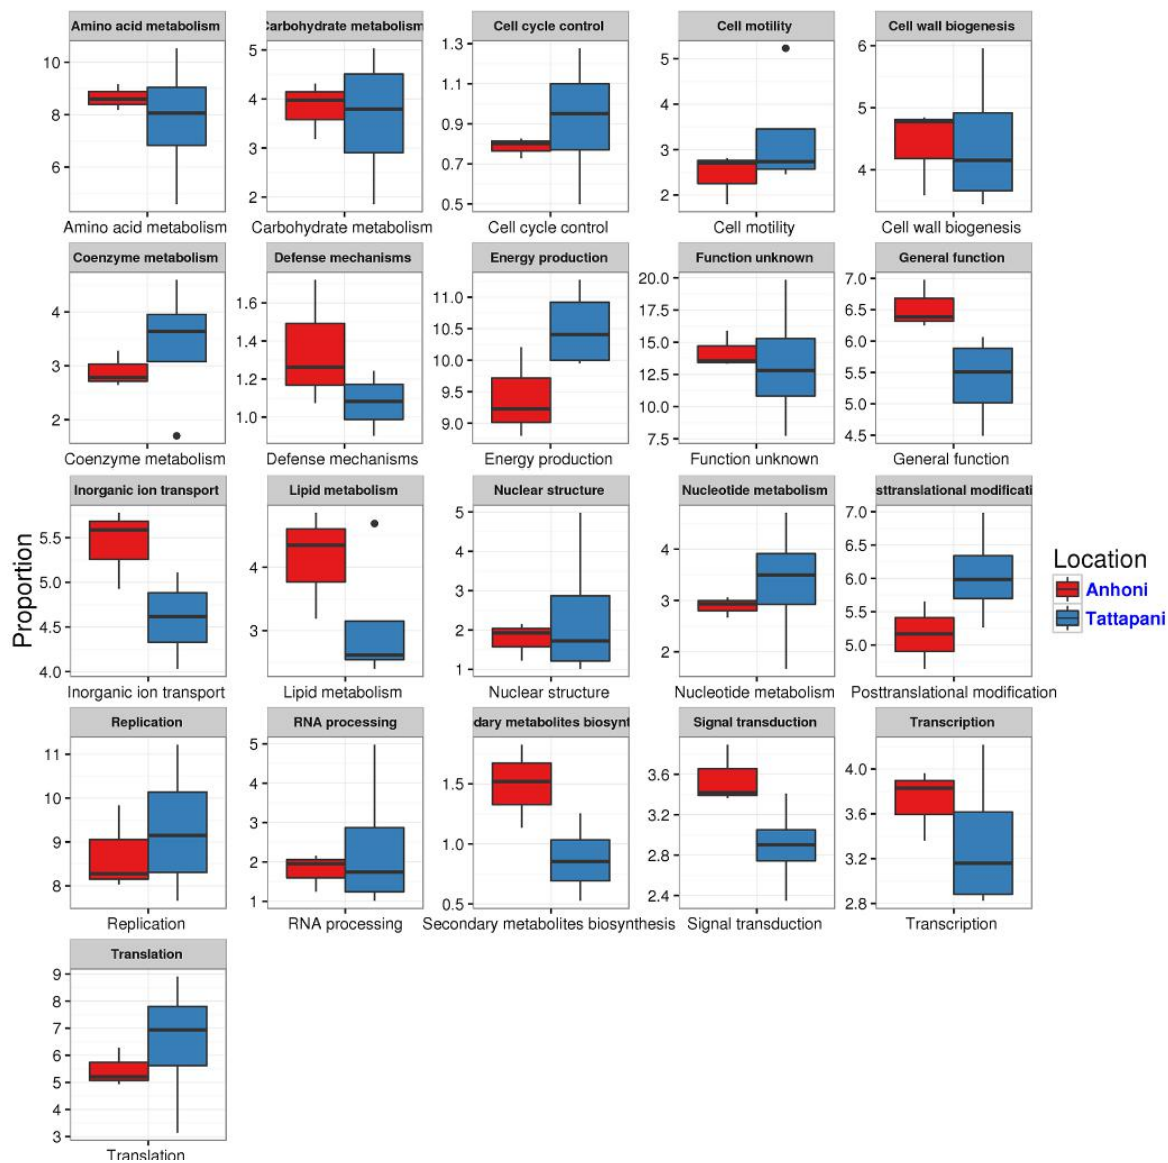 Amino acid metabolism
Carbohydrate metabolism
Cell cycle control
Cell motility
Cell wall biogenesis
10
8
6
5
4
3
2
1.3
1.1
0.9
0.7
0.5
5
4
3
2
6
5
4
Amino acid metabolism
Carbohydrate metabolism
Cell cycle control
Cell motility
Cell wall biogenesis
Coenzyme metabolism
Defense mechanisms
Energy production
Function unknown
General function
4
3
2
1.6
1.4
1.2
1.0
11.0
10.5
10.0
9.5
9.0
20.0
17.5
15.0
12.5
10.0
7.5
7.0
6.5
6.0
5.5
5.0
4.5
Coenzyme metabolism
Defense mechanisms
Energy production
Function unknown
General function
Inorganic ion transport
Lipid metabolism
Nuclear structure
Nucleotide metabolism
sttranslational modificati
5.5
5.0
4.5
4.0
4
3
5
4
3
2
1
4
3
2
7.0
6.5
6.0
5.5
5.0
Proportion
Location
Anhoni
Tattapani
Inorganic ion transport
Lipid metabolism
Nuclear structure
Nucleotide metabolism
Posttranslational modification
Replication
RNA processing
dary metabolites biosynt
Signal transduction
Transcription
11
10
9
8
5
4
3
2
1
1.5
1.0
0.5
3.6
3.2
2.8
2.4
4.0
3.6
3.2
2.8
Replication
RNA processing
Secondary metabolites biosynthesis
Signal transduction
Transcription
Translation
9
8
7
6
5
4
3
Translation